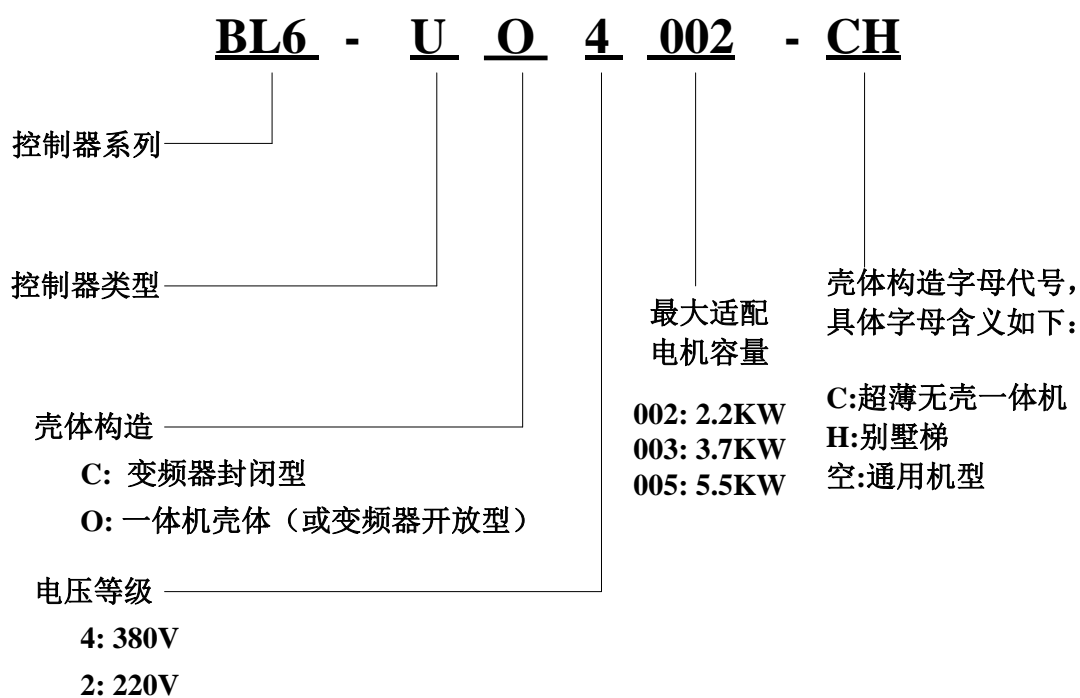 BL6 - U O 4 002 - CH
控制器系列
控制器类型
壳体构造字母代号，
具体字母含义如下：
最大适配
电机容量
C:超薄无壳一体机
H:别墅梯
空:通用机型
002: 2.2KW
003: 3.7KW
005: 5.5KW
壳体构造
C: 变频器封闭型
O: 一体机壳体（或变频器开放型）
电压等级
4: 380V
2: 220V